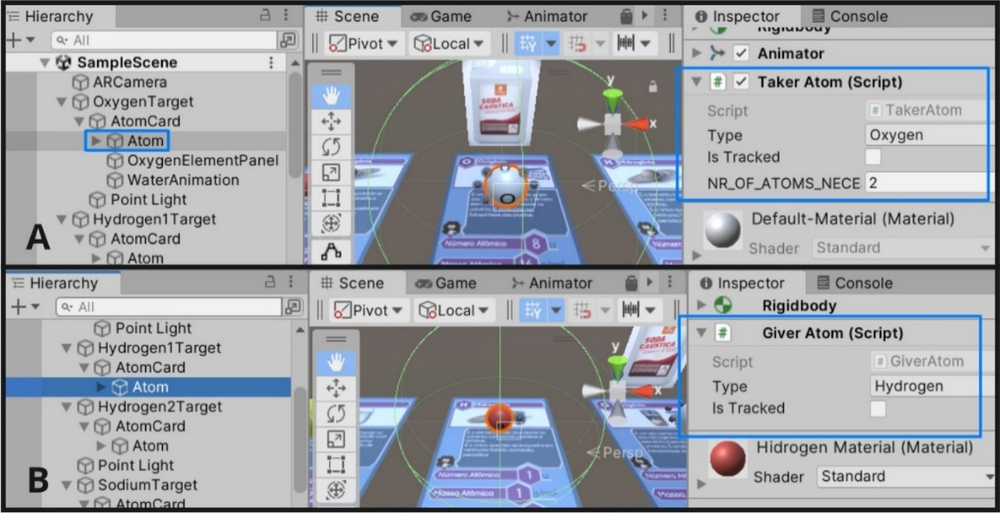 Hierarchy
All
SampleScene
ARCamera
OxygenTarget
AtomCard
Atom
OxygenElementPanel
WaterAnimation
Point Light
Hydrogen1Target
AtomCard
Atom
A
Scene Game Animator
Pivot Local
SODA
CAUSTICA
y
x
Persp
Número Atômico 8 u
Inspector Console
Rigidbody
Animator
# Taker Atom (Script)
Script # TakerAtom
Type Oxygen
Is Tracked
NR_OF_ATOMS_NECE 2
Default-Material (Material)
Shader Standard
Hierarchy
All
Point Light
Hydrogen1Target
AtomCard
Atom
Hydrogen2Target
AtomCard
Atom
Point Light
SodiumTarget
AtomCard
B
Scene Game Animator
Pivot Local
SODA
CAUSTICA
y
x
Persp
H
Número Atômico 1 u
Massa Atômica 1
Inspector Console
Rigidbody
# Giver Atom (Script)
Script # GiverAtom
Type Hydrogen
Is Tracked
Hidrogen Material (Material)
Shader Standard